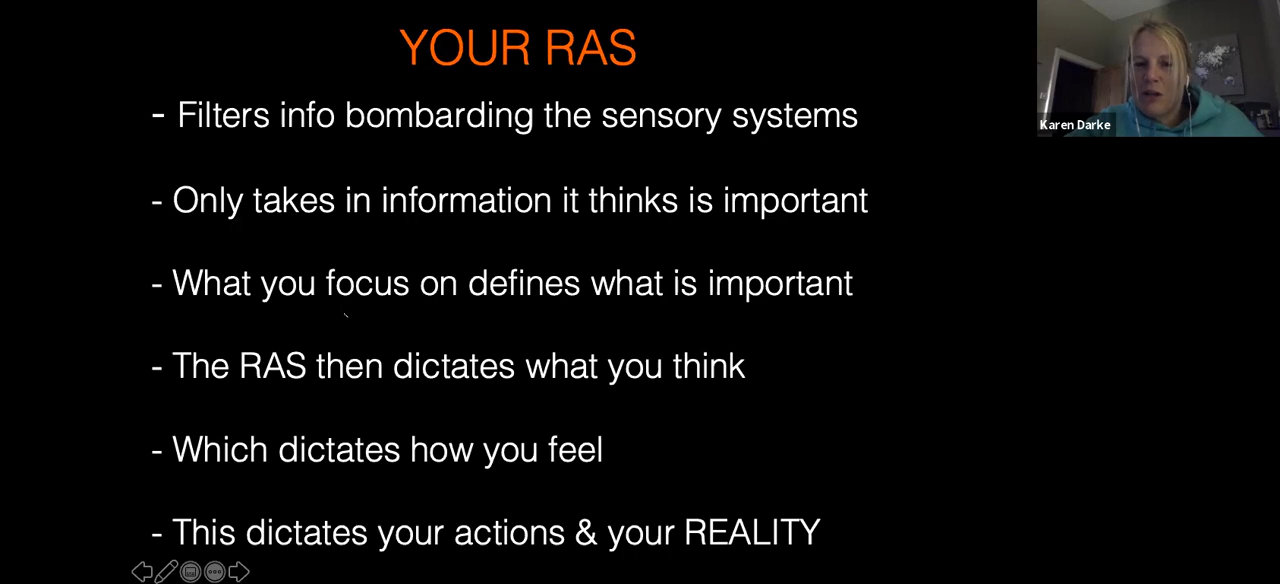 YOUR RAS
- Filters info bombarding the sensory systems
- Only takes in information it thinks is important
- What you focus on defines what is important
- The RAS then dictates what you think
- Which dictates how you feel
- This dictates your actions & your REALITY
Karen Darke